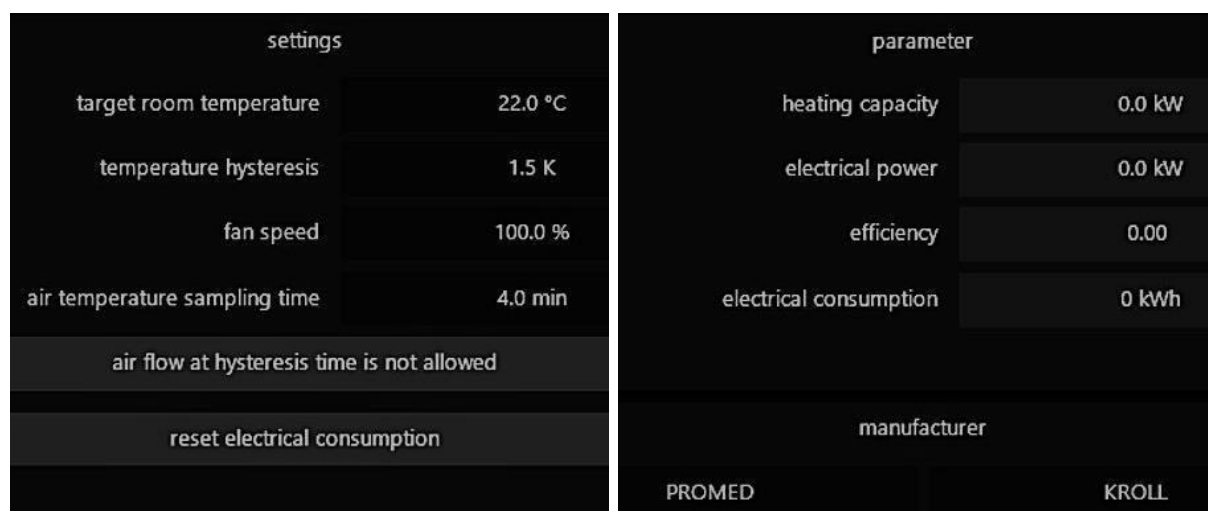 settings
target room temperature 22.0 °C
temperature hysteresis 1.5 K
fan speed 100.0 %
air temperature sampling time 4.0 min
air flow at hysteresis time is not allowed
reset electrical consumption
parameter
heating capacity 0.0 kW
electrical power 0.0 kW
efficiency 0.00
electrical consumption 0 kWh
manufacturer
PROMED KROLL